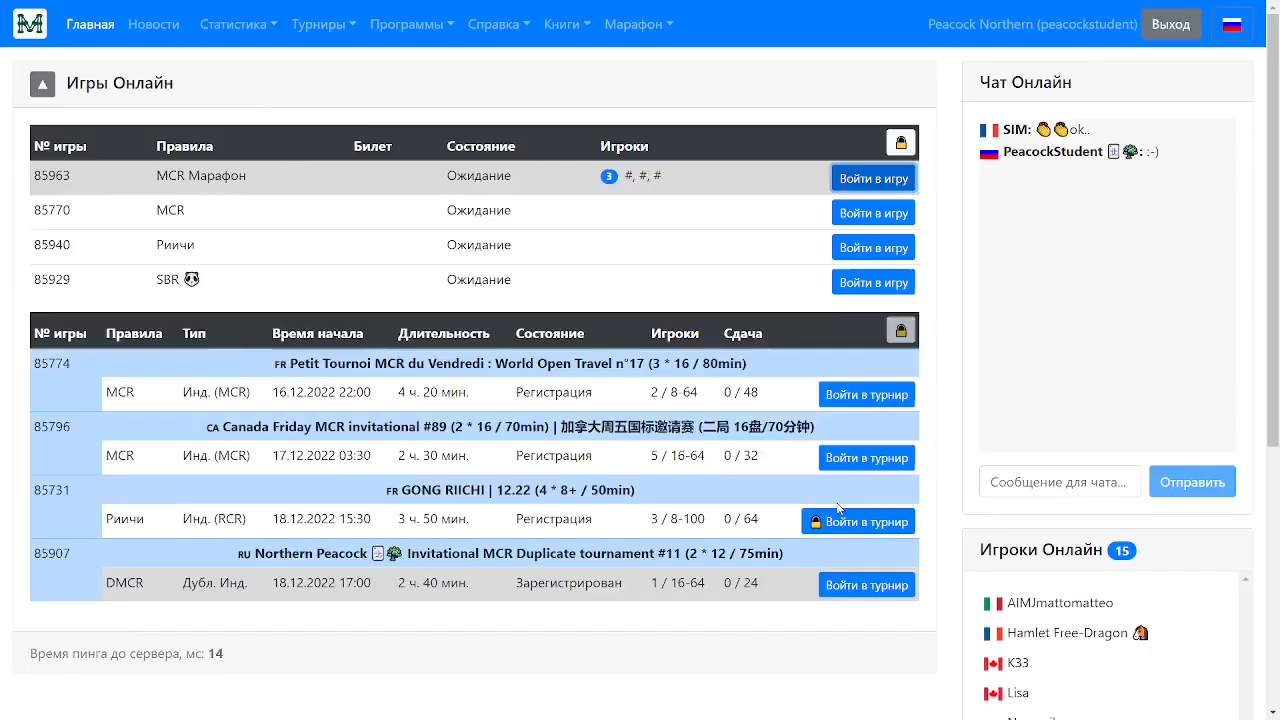 Главная Новости Статистика Турниры Программы Справка Книги Марафон Peacock Northern (peacockstudent) Выход
Игры Онлайн
№ игры Правила Билет Состояние Игроки
85963 MCR Марафон Ожидание 3 #, #, # Войти в игру
85770 MCR Ожидание Войти в игру
85940 Риичи Ожидание Войти в игру
85929 SBR 🐼 Ожидание Войти в игру
№ игры Правила Тип Время начала Длительность Состояние Игроки Сдача
85774 FR Petit Tournoi MCR du Vendredi : World Open Travel n°17 (3 * 16 / 80min)
MCR Инд. (MCR) 16.12.2022 22:00 4 ч. 20 мин. Регистрация 2 / 8-64 0 / 48 Войти в турнир
85796 CA Canada Friday MCR invitational #89 (2 * 16 / 70min) | 加拿大周五国标邀请赛 (二局 16盘/70分钟)
MCR Инд. (MCR) 17.12.2022 03:30 2 ч. 30 мин. Регистрация 5 / 16-64 0 / 32 Войти в турнир
85731 FR GONG RIICHI | 12.22 (4 * 8+ / 50min)
Риичи Инд. (RCR) 18.12.2022 15:30 3 ч. 50 мин. Регистрация 3 / 8-100 0 / 64 Войти в турнир
85907 RU Northern Peacock 🀫🌳 Invitational MCR Duplicate tournament #11 (2 * 12 / 75min)
DMCR Дубл. Инд. 18.12.2022 17:00 2 ч. 40 мин. Зарегистрирован 1 / 16-64 0 / 24 Войти в турнир
Время пинга до сервера, мс: 14
Чат Онлайн
SIM: 👏👏ok..
PeacockStudent 🀫🌳: :-)
Сообщение для чата... Отправить
Игроки Онлайн 15
AIMJmattomatteo
Hamlet Free-Dragon
K33
Lisa